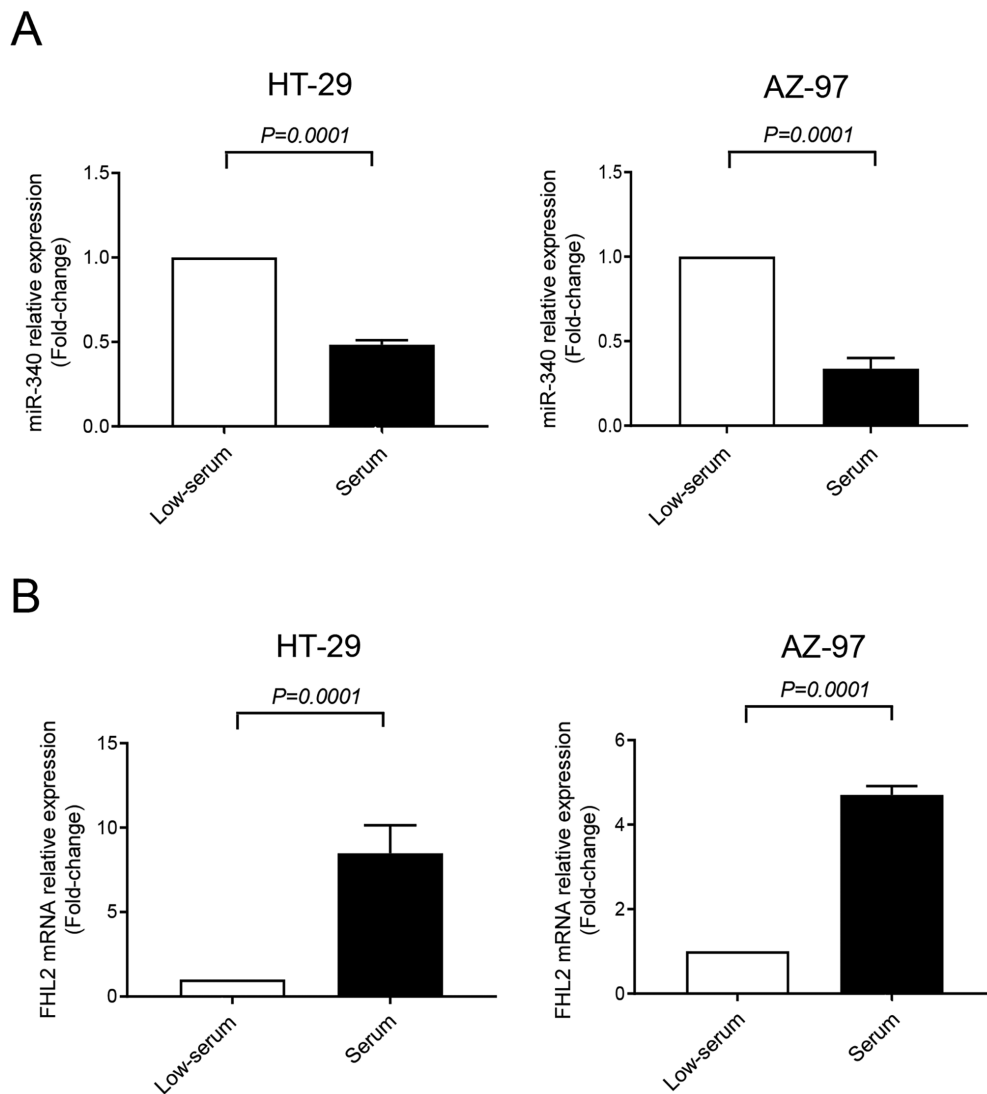 A
HT-29
P=0.0001
miR-340 relative expression
(Fold-change)
1.5
1.0
0.5
0.0
Low-serum
Serum
AZ-97
P=0.0001
miR-340 relative expression
(Fold-change)
1.5
1.0
0.5
0.0
Low-serum
Serum
B
HT-29
P=0.0001
FHL2 mRNA relative expression
(Fold-change)
15
10
5
0
Low-serum
Serum
AZ-97
P=0.0001
FHL2 mRNA relative expression
(Fold-change)
6
4
2
0
Low-serum
Serum